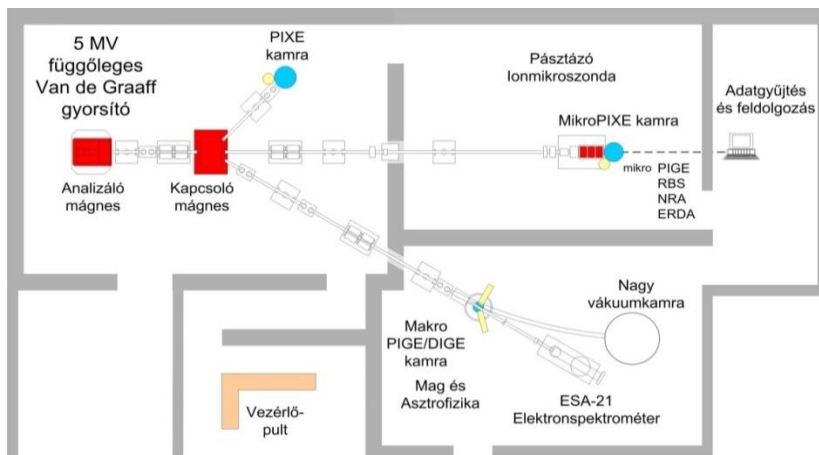 5 MV
függőleges
Van de Graaff
gyorsító
PIXE
kamra
Pásztázó
Ionmikroszonda
Adatgyűjtés
és feldolgozás
MikroPIXE kamra
Analizáló
mágnes
Kapcsoló
mágnes
mikro PIGE
RBS
NRA
ERDA
Nagy
vákuumkamra
Makro
PIGE/DIGE
kamra
Mag és
Asztrofizika
ESA-21
Elektronspektrométer
Vezérlő-
pult